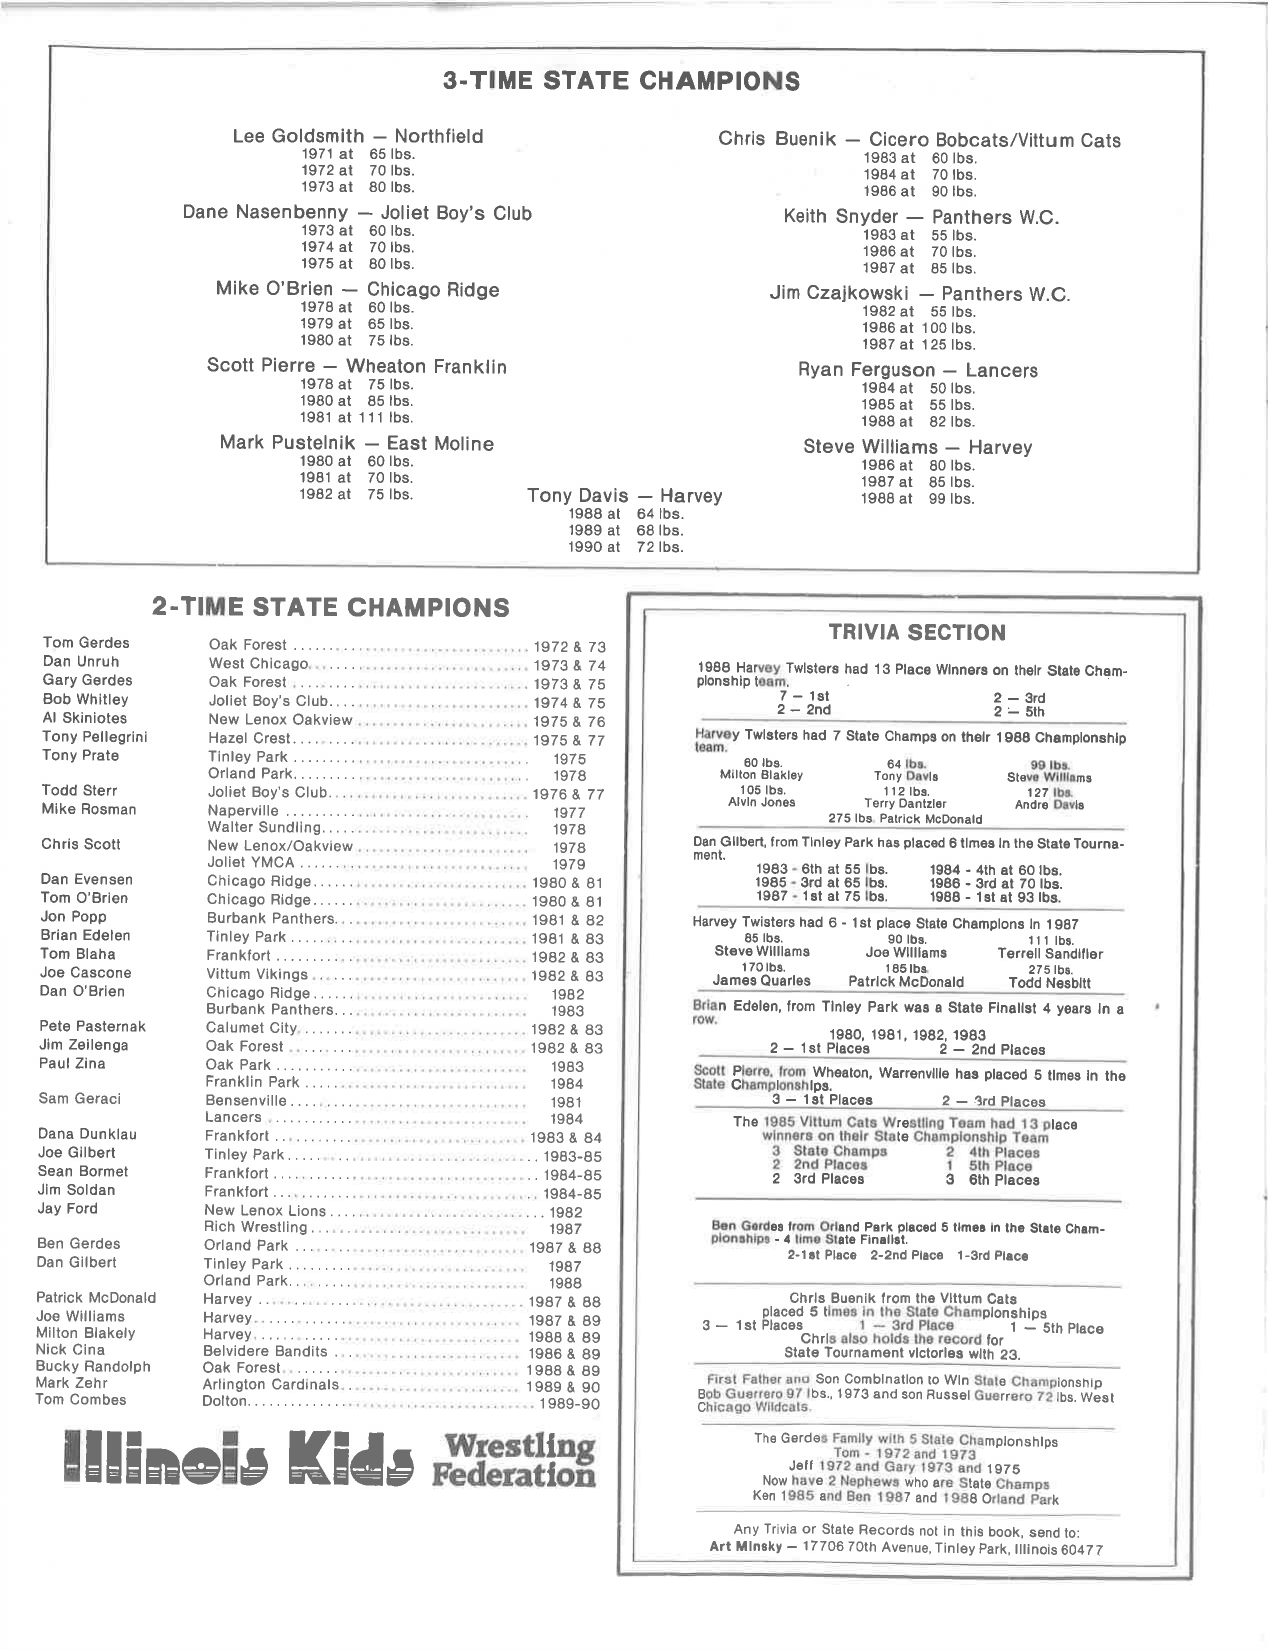 3-TIME STATE CHAMPIONS
Lee Goldsmith — Northfield
1971 at 65 lbs.
1972 at 70 lbs.
1973 at 80 lbs.
Dane Nasenbenny — Joliet Boy's Club
1973 at 60 lbs.
1974 at 70 lbs.
1975 at 80 lbs.
Mike O'Brien — Chicago Ridge
1978 at 60 lbs.
1979 at 65 lbs.
1980 at 75 lbs.
Scott Pierre — Wheaton Franklin
1978 at 75 lbs.
1980 at 85 lbs.
1981 at 111 lbs.
Mark Pustelnik — East Moline
1980 at 60 lbs.
1981 at 70 lbs.
1982 at 75 lbs.
Chris Buenik — Cicero Bobcats/Vittum Cats
1983 at 60 lbs.
1984 at 70 lbs.
1986 at 90 lbs.
Keith Snyder — Panthers W.C.
1983 at 55 lbs.
1986 at 70 lbs.
1987 at 85 lbs.
Jim Czajkowski — Panthers W.C.
1982 at 55 lbs.
1986 at 100 lbs.
1987 at 125 lbs.
Ryan Ferguson — Lancers
1984 at 50 lbs.
1985 at 55 lbs.
1988 at 82 lbs.
Steve Williams — Harvey
1986 at 80 lbs.
1987 at 85 lbs.
1988 at 99 lbs.
Tony Davis — Harvey
1988 at 64 lbs.
1989 at 68 lbs.
1990 at 72 lbs.
2-TIME STATE CHAMPIONS
Tom Gerdes Oak Forest 1972 & 73
Dan Unruh West Chicago 1973 & 74
Gary Gerdes Oak Forest 1973 & 75
Bob Whitley Joliet Boy's Club 1974 & 75
Al Skiniotes New Lenox Oakview 1975 & 76
Tony Pellegrini Hazel Crest 1975 & 77
Tony Prate Tinley Park 1975
Orland Park 1978
Todd Sterr Joliet Boy's Club 1976 & 77
Mike Rosman Naperville 1977
Walter Sundling 1978
Chris Scott New Lenox/Oakview 1978
Joliet YMCA 1979
Dan Evensen Chicago Ridge 1980 & 81
Tom O'Brien Chicago Ridge 1980 & 81
Jon Popp Burbank Panthers 1981 & 82
Brian Edelen Tinley Park 1981 & 83
Tom Blaha Frankfort 1982 & 83
Joe Cascone Vittum Vikings 1982 & 83
Dan O'Brien Chicago Ridge 1982
Burbank Panthers 1983
Pete Pasternak Calumet City 1982 & 83
Jim Zeilenga Oak Forest 1982 & 83
Paul Zina Oak Park 1983
Franklin Park 1984
Sam Geraci Bensenville 1981
Lancers 1984
Dana Dunklau Frankfort 1983 & 84
Joe Gilbert Tinley Park 1983-85
Sean Bormet Frankfort 1984-85
Jim Soldan Frankfort 1984-85
Jay Ford New Lenox Lions 1982
Rich Wrestling 1987
Ben Gerdes Orland Park 1987 & 88
Dan Gilbert Tinley Park 1987
Orland Park 1988
Patrick McDonald Harvey 1987 & 88
Joe Williams Harvey 1987 & 89
Milton Blakely Harvey 1988 & 89
Nick Cina Belvidere Bandits 1986 & 89
Bucky Randolph Oak Forest 1988 & 89
Mark Zehr Arlington Cardinals 1989 & 90
Tom Combes Dolton 1989-90
Illinois Kids Wrestling
Federation
TRIVIA SECTION
1988 Harvey Twisters had 13 Place Winners on their State Cham-
pionship team.
7 — 1st 2 — 3rd
2 — 2nd 2 — 5th
Harvey Twisters had 7 State Champs on their 1988 Championship
team.
60 lbs. 64 lbs. 99 lbs.
Milton Blakley Tony Davis Steve Williams
105 lbs. 112 lbs. 127 lbs.
Alvin Jones Terry Dantzler Andre Davis
275 lbs. Patrick McDonald
Dan Gilbert, from Tinley Park has placed 6 times in the State Tourna-
ment.
1983 - 6th at 55 lbs. 1984 - 4th at 60 lbs.
1985 - 3rd at 65 lbs. 1986 - 3rd at 70 lbs.
1987 - 1st at 75 lbs. 1988 - 1st at 93 lbs.
Harvey Twisters had 6 - 1st place State Champions in 1987
85 lbs. 90 lbs. 111 lbs.
Steve Williams Joe Williams Terrell Sandifler
170 lbs. 185 lbs. 275 lbs.
James Quarles Patrick McDonald Todd Nesbitt
Brian Edelen, from Tinley Park was a State Finalist 4 years in a
row.
1980, 1981, 1982, 1983
2 — 1st Places 2 — 2nd Places
Scott Pierre, from Wheaton, Warrenville has placed 5 times in the
State Championships.
3 — 1st Places 2 — 3rd Places
The 1985 Vittum Cats Wrestling Team had 13 place
winners on their State Championship Team
3 State Champs 2 4th Places
2 2nd Places 1 5th Place
2 3rd Places 3 6th Places
Ben Gerdes from Orland Park placed 5 times in the State Cham-
pionships - 4 time State Finalist.
2-1st Place 2-2nd Place 1-3rd Place
Chris Buenik from the Vittum Cats
placed 5 times in the State Championships
3 — 1st Places 1 — 3rd Place 1 — 5th Place
Chris also holds the record for
State Tournament victories with 23.
First Father and Son Combination to Win State Championship
Bob Guerrero 97 lbs., 1973 and son Russel Guerrero 72 lbs. West
Chicago Wildcats.
The Gerdes Family with 5 State Championships
Tom - 1972 and 1973
Jeff 1972 and Gary 1973 and 1975
Now have 2 Nephews who are State Champs
Ken 1985 and Ben 1987 and 1988 Orland Park
Any Trivia or State Records not in this book, send to:
Art Minsky — 17706 70th Avenue, Tinley Park, Illinois 60477